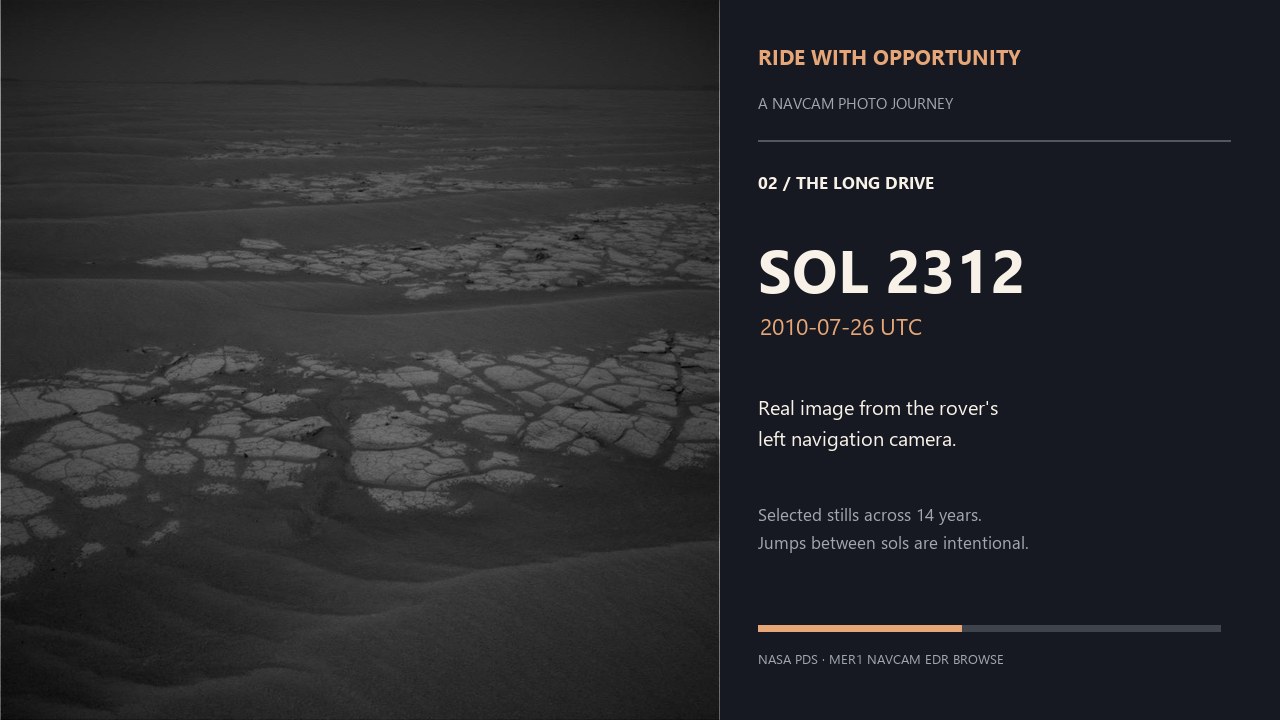 RIDE WITH OPPORTUNITY
A NAVCAM PHOTO JOURNEY
02 / THE LONG DRIVE
SOL 2312
2010-07-26 UTC
Real image from the rover's
left navigation camera.
Selected stills across 14 years.
Jumps between sols are intentional.
NASA PDS · MER1 NAVCAM EDR BROWSE